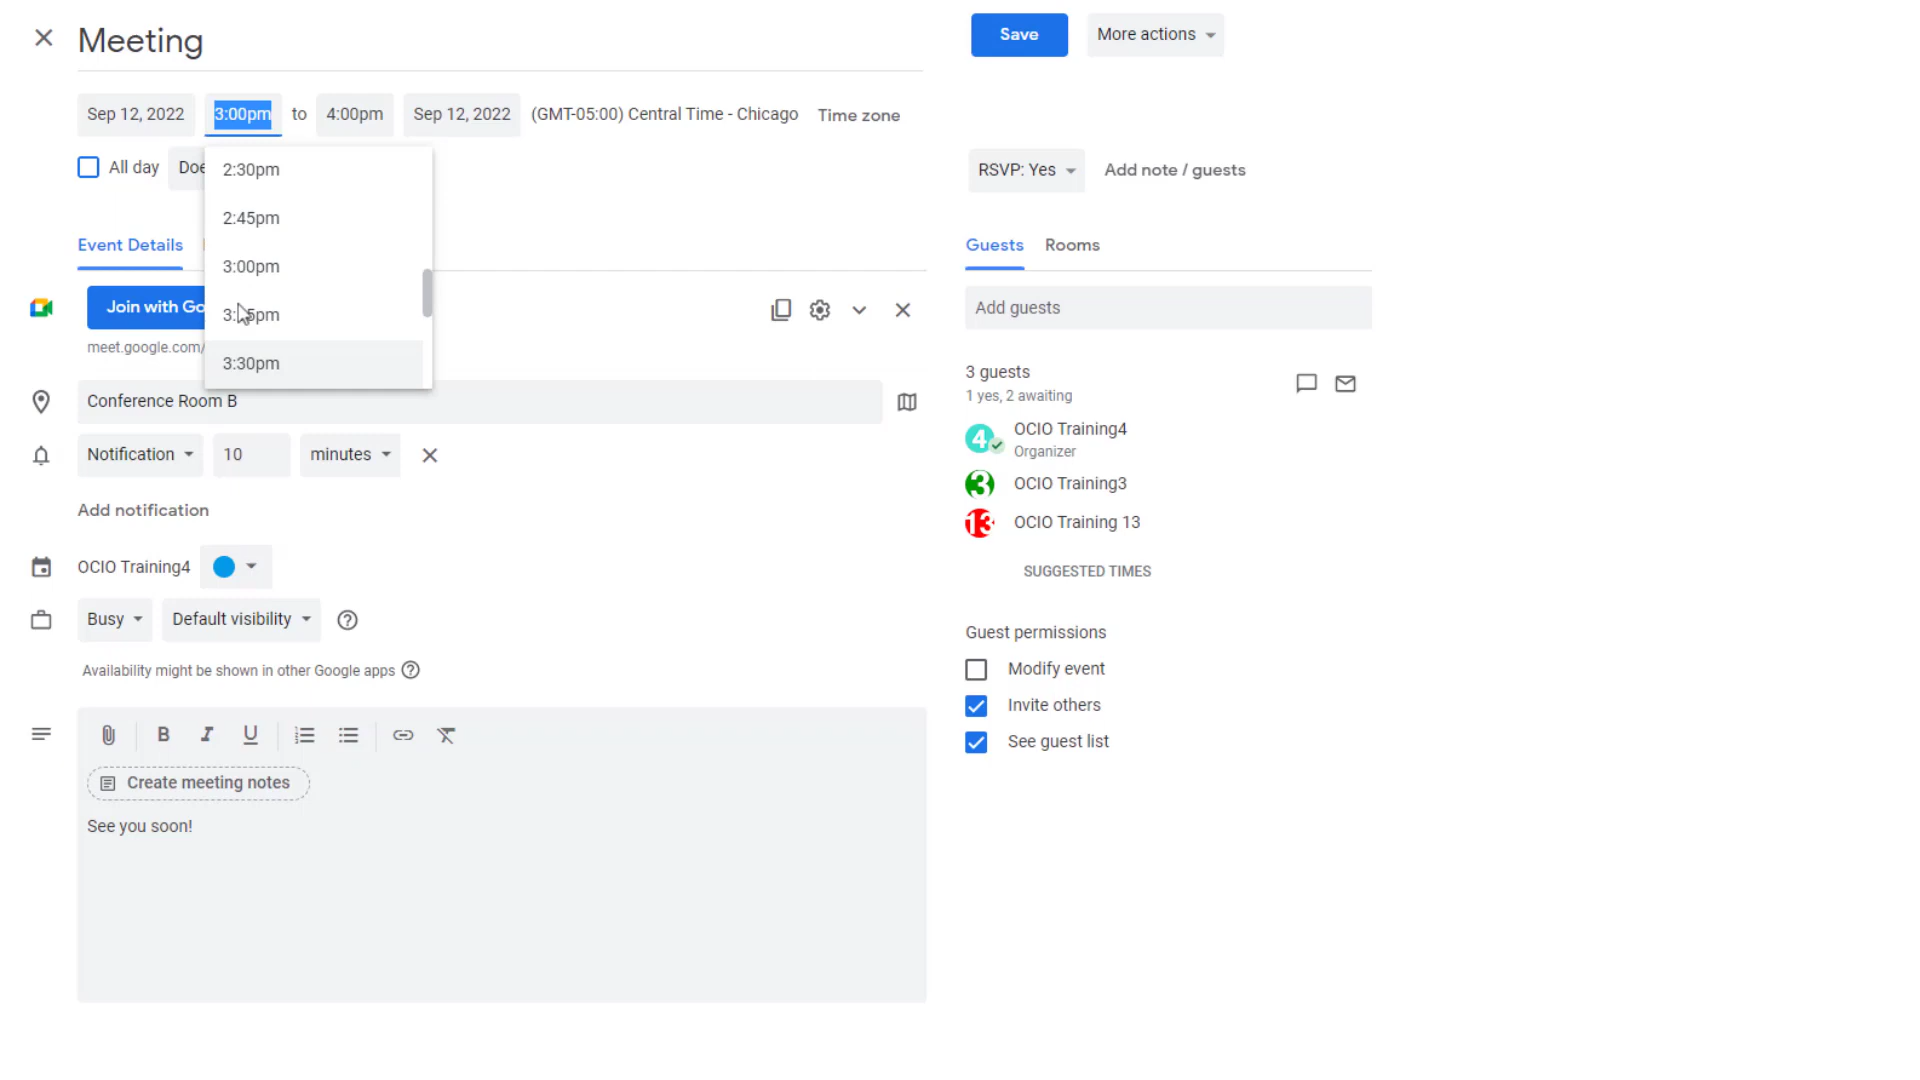 Meeting
Save
More actions
Sep 12, 2022 3:00pm to 4:00pm Sep 12, 2022 (GMT-05:00) Central Time - Chicago Time zone
All day
2:30pm
2:45pm
3:00pm
3:30pm
RSVP: Yes Add note / guests
Event Details
Guests Rooms
Join with
meet.google.com/
Add guests
Conference Room B
Notification 10 minutes
Add notification
OCIO Training4
Busy Default visibility
Availability might be shown in other Google apps
Create meeting notes
See you soon!
3 guests
1 yes, 2 awaiting
4 OCIO Training4
Organizer
3 OCIO Training3
13 OCIO Training 13
SUGGESTED TIMES
Guest permissions
Modify event
Invite others
See guest list